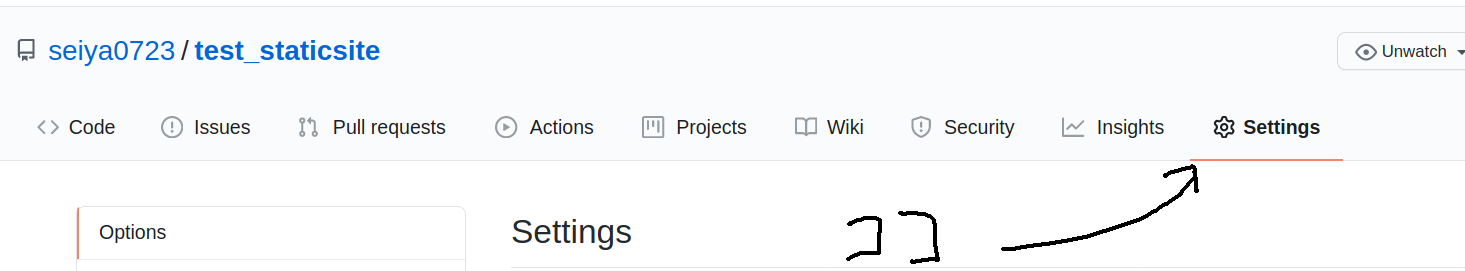 seiya0723 / test_staticsite
Unwatch
Code Issues Pull requests Actions Projects Wiki Security Insights Settings
Options
Settings
ココ